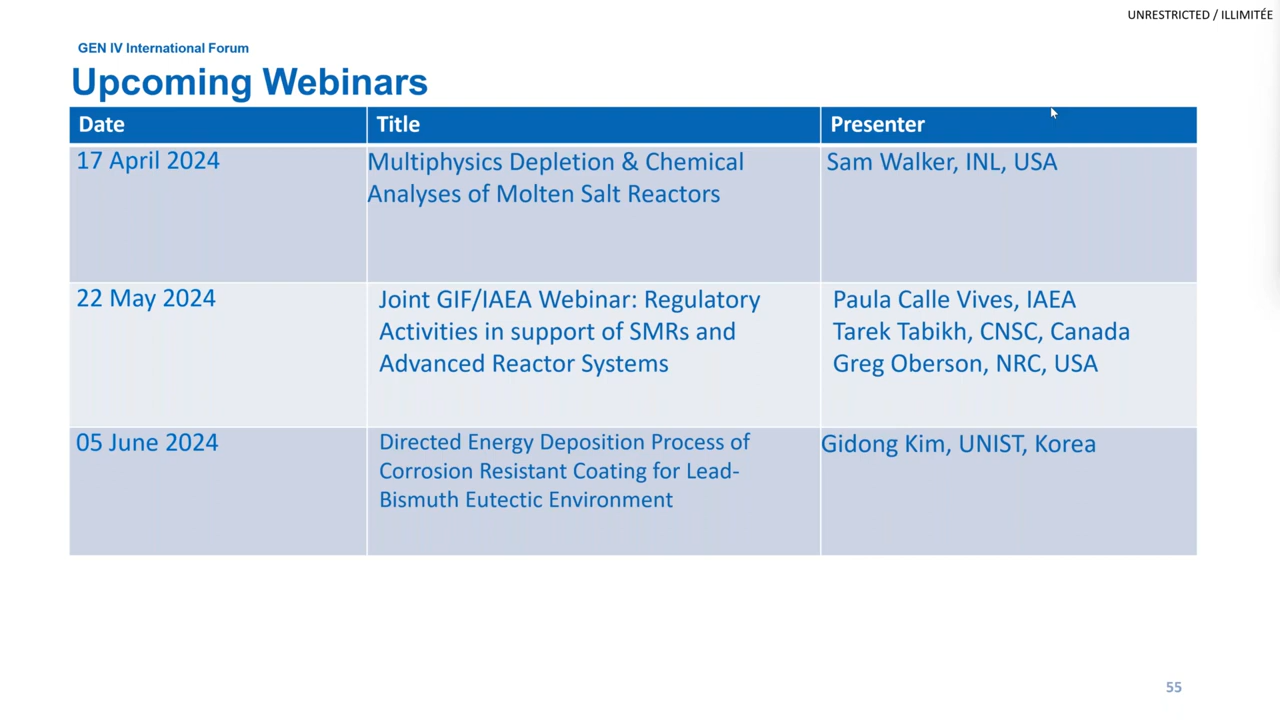 UNRESTRICTED / ILLIMITÉE
GEN IV International Forum
Upcoming Webinars
Date
Title
Presenter
17 April 2024
Multiphysics Depletion & Chemical
Analyses of Molten Salt Reactors
Sam Walker, INL, USA
22 May 2024
Joint GIF/IAEA Webinar: Regulatory
Activities in support of SMRs and
Advanced Reactor Systems
Paula Calle Vives, IAEA
Tarek Tabikh, CNSC, Canada
Greg Oberson, NRC, USA
05 June 2024
Directed Energy Deposition Process of
Corrosion Resistant Coating for Lead-
Bismuth Eutectic Environment
Gidong Kim, UNIST, Korea
55